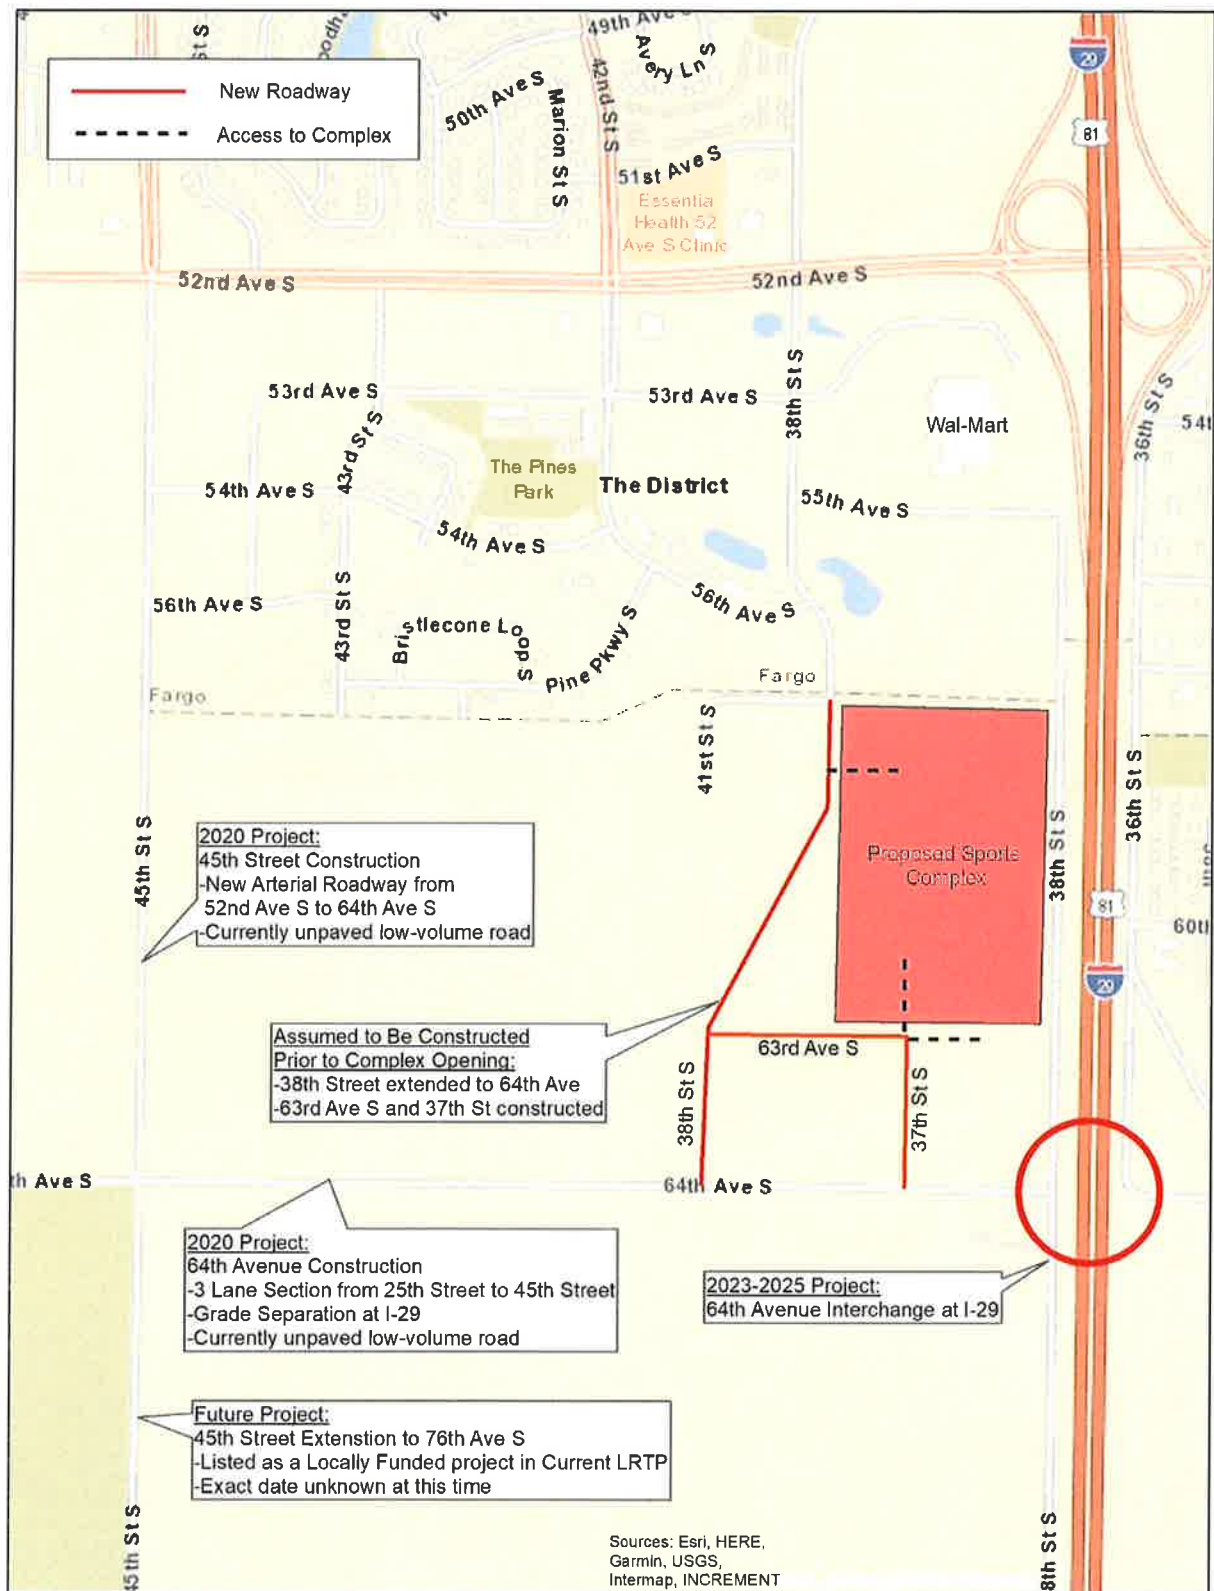 St S
49th Ave
Avery Ln S
29
New Roadway
Access to Complex
50th Ave S
Marion St S
42nd St S
81
51st Ave S
Essentia
Health 52
Ave S Clinic
52nd Ave S
52nd Ave S
53rd Ave S
53rd Ave S
38th St S
36th St S
54t
Wal-Mart
43rd St S
The Pines
Park
The District
54th Ave S
55th Ave S
54th Ave S
56th Ave S
43rd St S
Bristlecone Loop S
Pine Pkwy S
56th Ave S
Fargo
Fargo
41st St S
36th St S
45th St S
2020 Project:
45th Street Construction
-New Arterial Roadway from
52nd Ave S to 64th Ave S
-Currently unpaved low-volume road
Proposed Sports
Complex
38th St S
81
60th
29
Assumed to Be Constructed
Prior to Complex Opening:
-38th Street extended to 64th Ave
-63rd Ave S and 37th St constructed
63rd Ave S
38th St S
37th St S
th Ave S
64th Ave S
2020 Project:
64th Avenue Construction
-3 Lane Section from 25th Street to 45th Street
-Grade Separation at I-29
-Currently unpaved low-volume road
2023-2025 Project:
64th Avenue Interchange at I-29
Future Project:
45th Street Extenstion to 76th Ave S
-Listed as a Locally Funded project in Current LRTP
-Exact date unknown at this time
45th St S
8th St S
Sources: Esri, HERE,
Garmin, USGS,
Intermap, INCREMENT